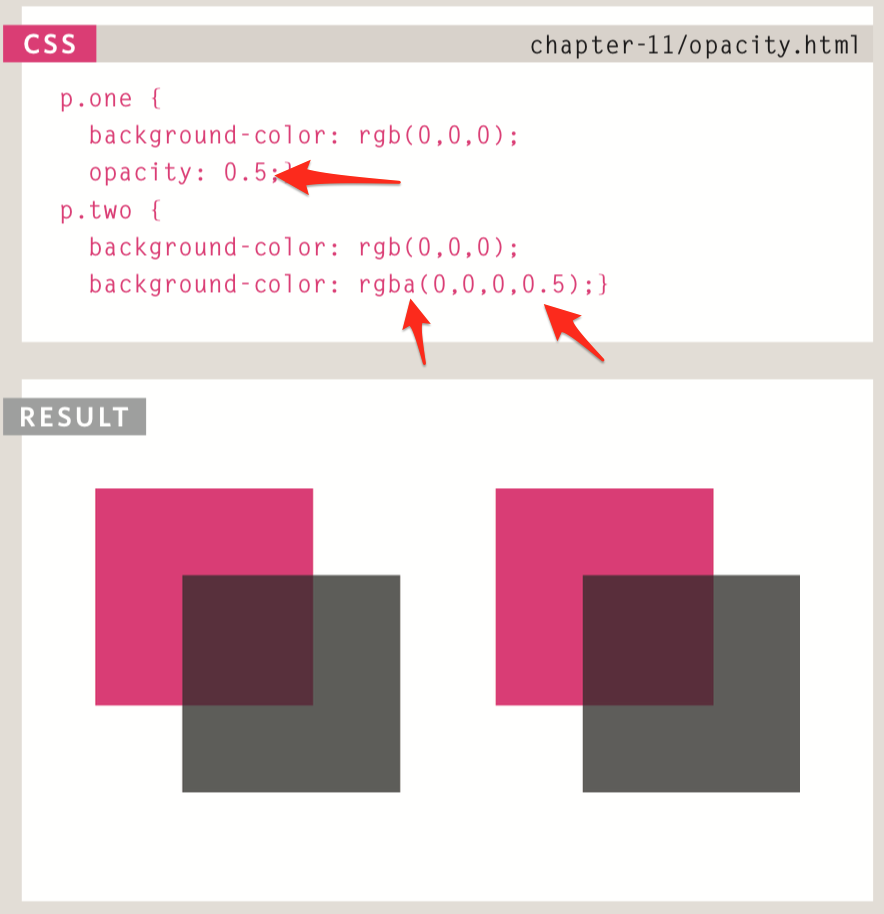 CSS
chapter-11/opacity.html
p.one {
background-color: rgb(0,0,0);
opacity: 0.5;}
p.two {
background-color: rgb(0,0,0);
background-color: rgba(0,0,0,0.5);}
RESULT